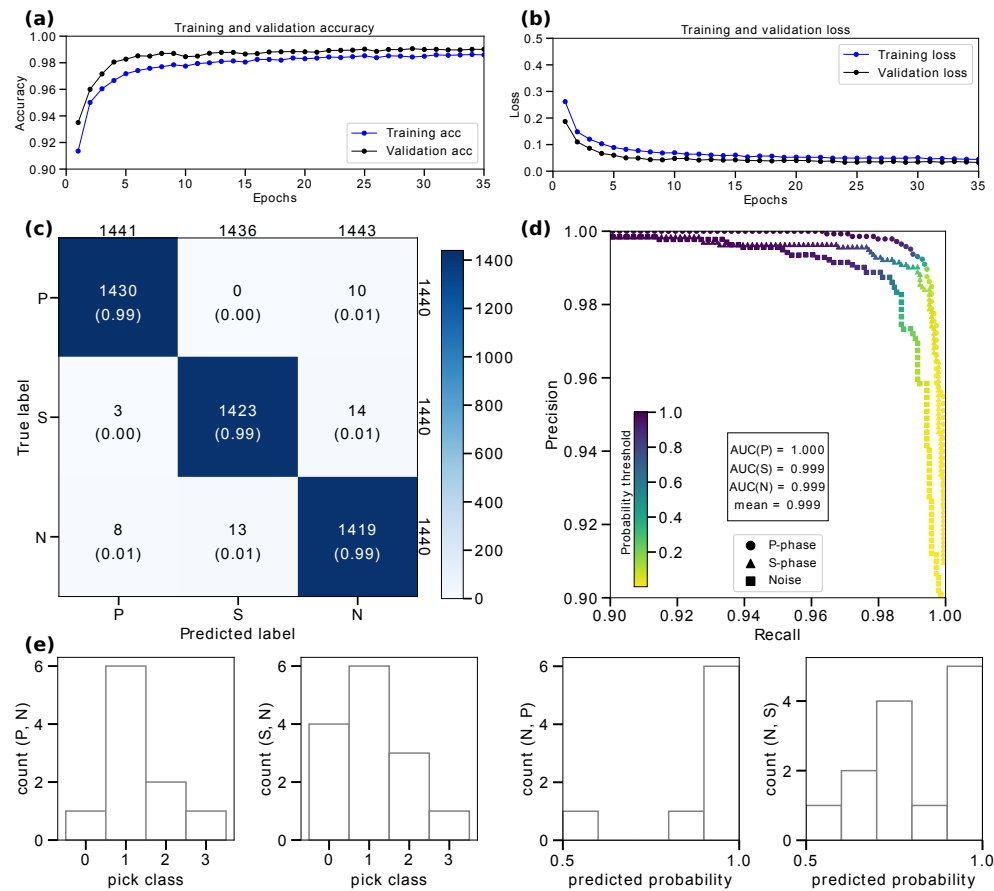 (a)
Training and validation accuracy
1.00
0.98
0.96
0.94
0.92
0.90
Accuracy
Training acc
Validation acc
0
5
10
15
20
25
30
35
Epochs
(b)
Training and validation loss
0.5
0.4
0.3
0.2
0.1
0.0
Loss
Training loss
Validation loss
0
5
10
15
20
25
30
35
Epochs
(c)
1441
1436
1443
P
1430
(0.99)
0
(0.00)
10
(0.01)
1440
S
3
(0.00)
1423
(0.99)
14
(0.01)
1440
N
8
(0.01)
13
(0.01)
1419
(0.99)
1440
True label
P
S
N
Predicted label
1400
1200
1000
800
600
400
200
0
(d)
1.00
0.98
0.96
0.94
0.92
0.90
Precision
Probability threshold
1.0
0.8
0.6
0.4
0.2
AUC(P) = 1.000
AUC(S) = 0.999
AUC(N) = 0.999
mean = 0.999
P-phase
S-phase
Noise
0.90
0.92
0.94
0.96
0.98
1.00
Recall
(e)
6
4
2
0
count (P, N)
0
1
2
3
pick class
6
4
2
0
count (S, N)
0
1
2
3
pick class
6
4
2
0
count (N, P)
0.5
1.0
predicted probability
4
2
0
count (N, S)
0.5
1.0
predicted probability